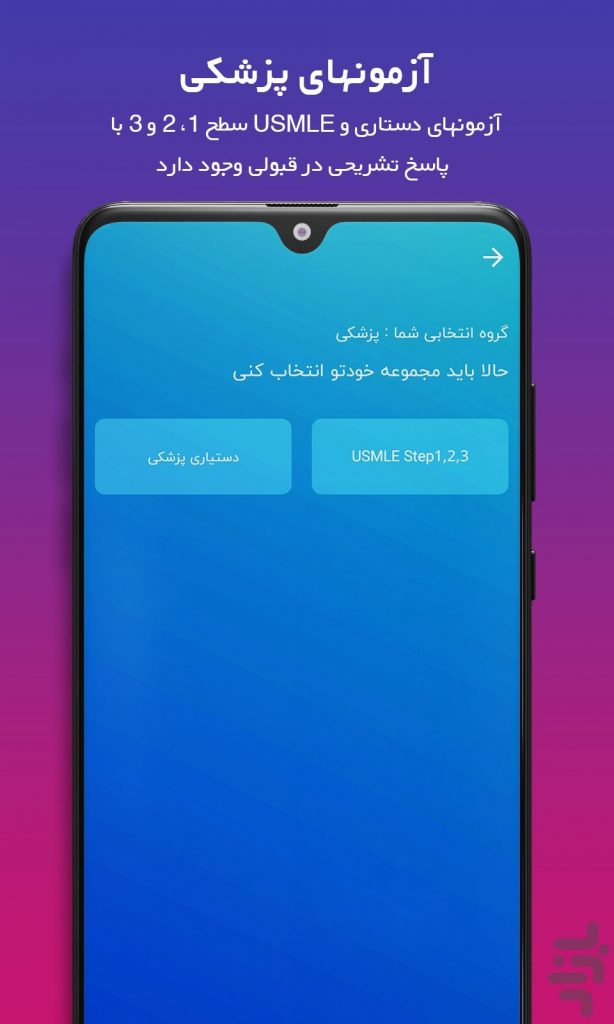 آزمونهای پزشکی
آزمونهای دستاری و USMLE سطح 1، 2 و 3 با
پاسخ تشریحی در قبولی وجود دارد
گروه انتخابی شما : پزشکی
حالا باید مجموعه خودتو انتخاب کنی
USMLE Step1,2,3
دستیاری پزشکی
بازار